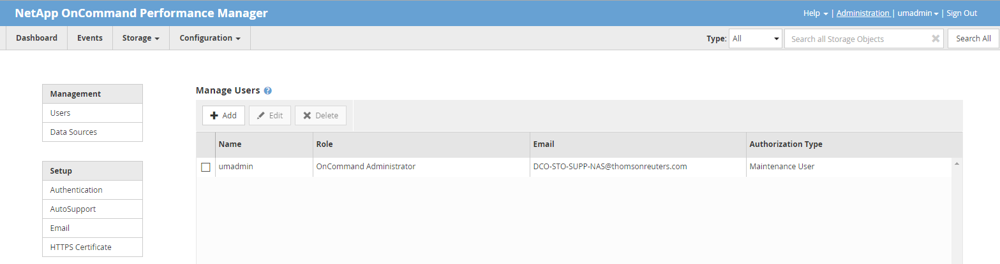 NetApp OnCommand Performance Manager
Help | Administration | umadmin | Sign Out
Dashboard Events Storage Configuration Type: All Search all Storage Objects Search All
Management
Users
Data Sources
Setup
Authentication
AutoSupport
Email
HTTPS Certificate
Manage Users ?
Add Edit Delete
Name Role Email Authorization Type
umadmin OnCommand Administrator DCO-STO-SUPP-NAS@thomsonreuters.com Maintenance User